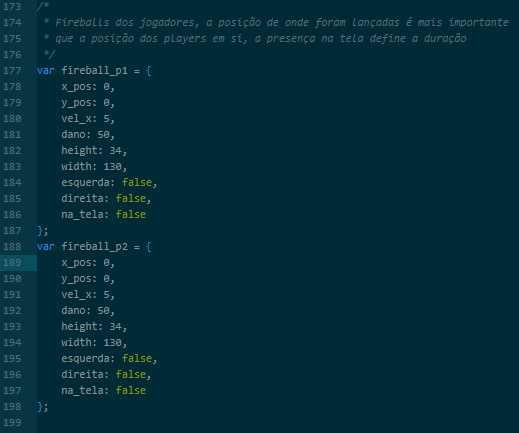 173 /*
174  * Fireballs dos jogadores, a posição de onde foram lançadas é mais importante
175  * que a posição dos players em si, a presença na tela define a duração
176  */
177 var fireball_p1 = {
178     x_pos: 0,
179     y_pos: 0,
180     vel_x: 5,
181     dano: 50,
182     height: 34,
183     width: 130,
184     esquerda: false,
185     direita: false,
186     na_tela: false
187 };
188 var fireball_p2 = {
189     x_pos: 0,
190     y_pos: 0,
191     vel_x: 5,
192     dano: 50,
193     height: 34,
194     width: 130,
195     esquerda: false,
196     direita: false,
197     na_tela: false
198 };
199